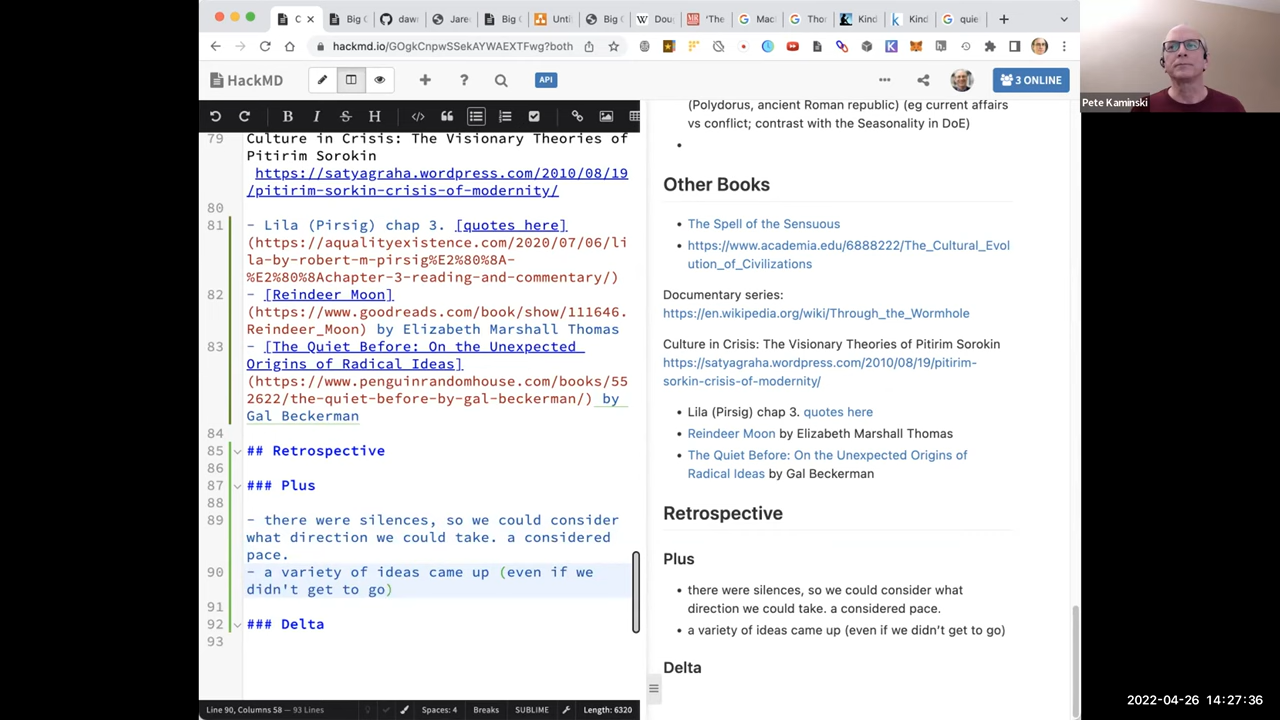 C
Big C
daw
Jare
Big C
Unti
Big C
Dou
'The
Mac
Tho
Kind
Kind
quie
hackmd.io/GOgkCnpwSSekAYWAEXTFwg?both
HackMD
API
3 ONLINE
Pete Kaminski
79
Culture in Crisis: The Visionary Theories of
Pitirim Sorokin
https://satyagraha.wordpress.com/2010/08/19
/pitirim-sorkin-crisis-of-modernity/
80
81 - Lila (Pirsig) chap 3. [quotes here]
(https://aqualityexistence.com/2020/07/06/li
la-by-robert-m-pirsig%E2%80%8A-
%E2%80%8Achapter-3-reading-and-commentary/)
82 - [Reindeer Moon]
(https://www.goodreads.com/book/show/111646.
Reindeer_Moon) by Elizabeth Marshall Thomas
83 - [The Quiet Before: On the Unexpected
Origins of Radical Ideas]
(https://www.penguinrandomhouse.com/books/55
2622/the-quiet-before-by-gal-beckerman/) by
Gal Beckerman
84
85 ## Retrospective
86
87 ### Plus
88
89 - there were silences, so we could consider
what direction we could take. a considered
pace.
90 - a variety of ideas came up (even if we
didn't get to go)
91
92 ### Delta
93
Line 90, Columns 58 — 93 Lines
Spaces: 4
Breaks
SUBLIME
Length: 6320
(Polydorus, ancient Roman republic) (eg current affairs
vs conflict; contrast with the Seasonality in DoE)
Other Books
The Spell of the Sensuous
https://www.academia.edu/6888222/The_Cultural_Evol
ution_of_Civilizations
Documentary series:
https://en.wikipedia.org/wiki/Through_the_Wormhole
Culture in Crisis: The Visionary Theories of Pitirim Sorokin
https://satyagraha.wordpress.com/2010/08/19/pitirim-
sorkin-crisis-of-modernity/
Lila (Pirsig) chap 3. quotes here
Reindeer Moon by Elizabeth Marshall Thomas
The Quiet Before: On the Unexpected Origins of
Radical Ideas by Gal Beckerman
Retrospective
Plus
there were silences, so we could consider what
direction we could take. a considered pace.
a variety of ideas came up (even if we didn't get to go)
Delta
2022-04-26 14:27:36